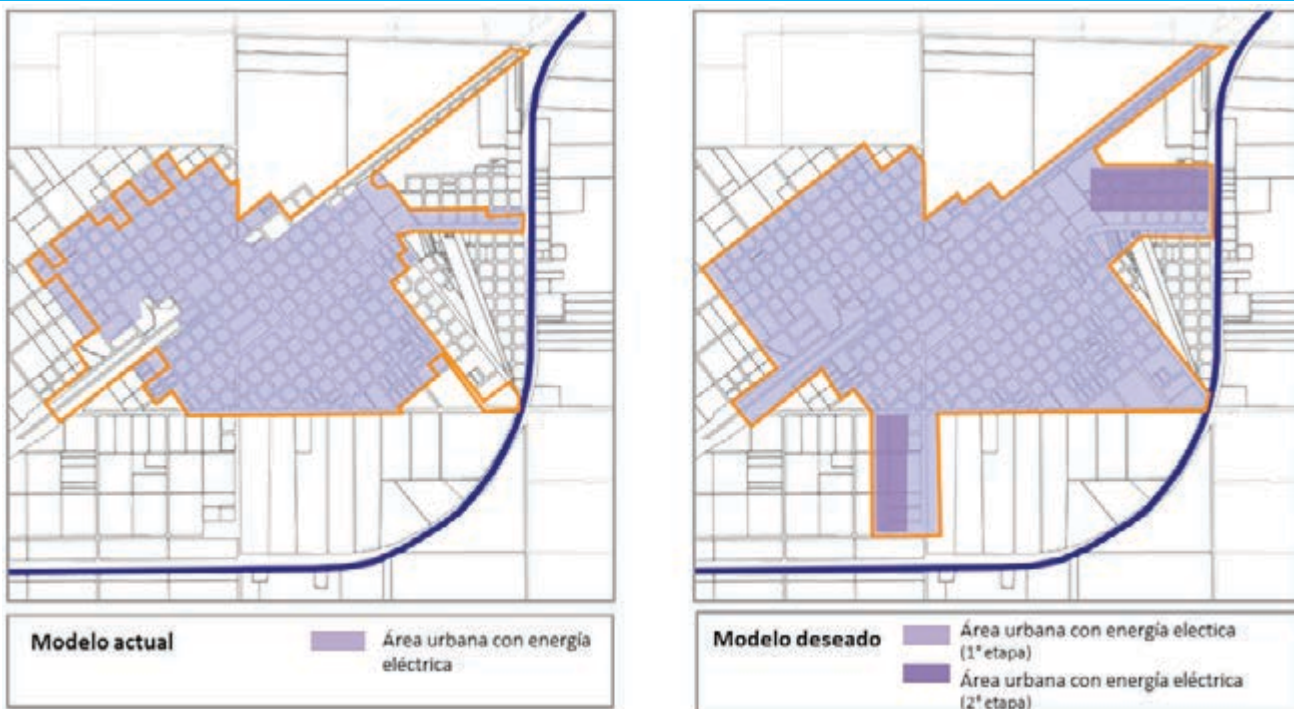 Modelo actual
Área urbana con energía
eléctrica
Modelo deseado
Área urbana con energía electica
(1° etapa)
Área urbana con energía eléctrica
(2° etapa)